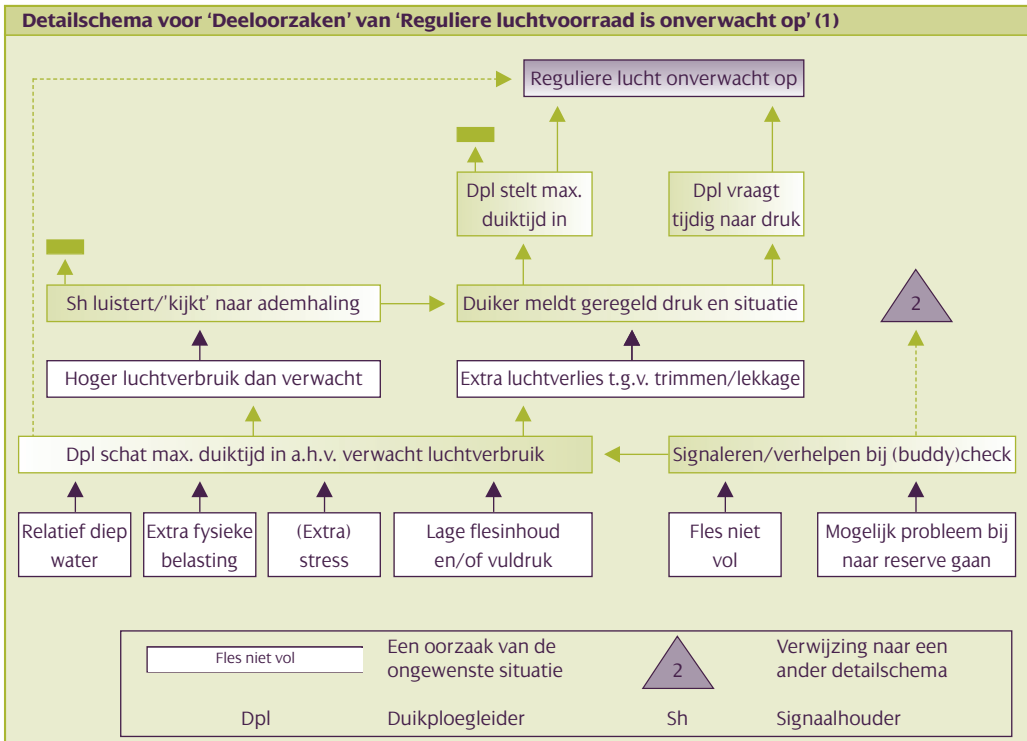 Detailschema voor ‘Deeloorzaken’ van ‘Reguliere luchtvoorraad is onverwacht op’ (1)
Reguliere lucht onverwacht op
Dpl stelt max.
duiktijd in
Dpl vraagt
tijdig naar druk
Sh luistert/’kijkt’ naar ademhaling
Duiker meldt geregeld druk en situatie
2
Hoger luchtverbruik dan verwacht
Extra luchtverlies t.g.v. trimmen/lekkage
Dpl schat max. duiktijd in a.h.v. verwacht luchtverbruik
Signaleren/verhelpen bij (buddy)check
Relatief diep
water
Extra fysieke
belasting
(Extra)
stress
Lage flesinhoud
en/of vuldruk
Fles niet
vol
Mogelijk probleem bij
naar reserve gaan
Fles niet vol
Een oorzaak van de
ongewenste situatie
2
Verwijzing naar een
ander detailschema
Dpl
Duikploegleider
Sh
Signaalhouder